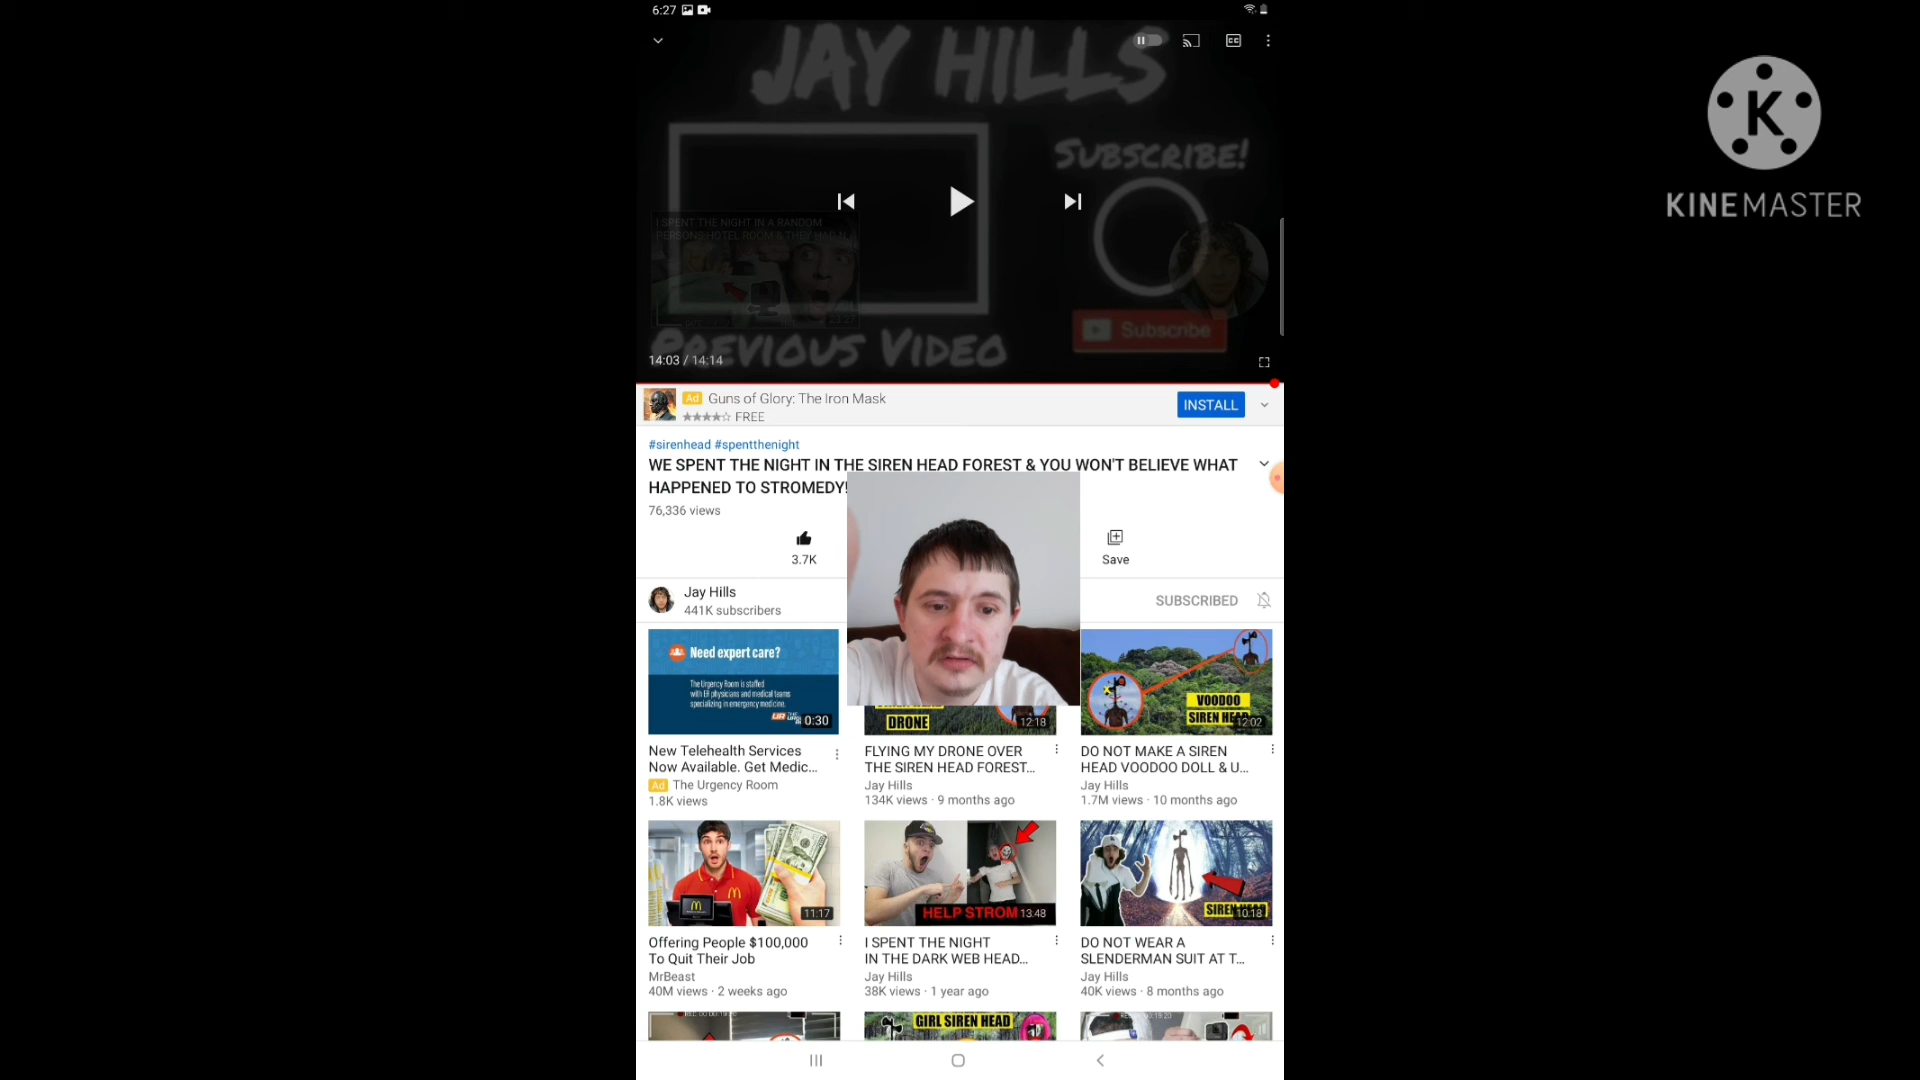 6:27
JAY HILLS
SUBSCRIBE!
I SPENT THE NIGHT IN A RANDOM
Subscribe
PREVIOUS VIDEO
14:03 / 14:14
KINEMASTER
Ad Guns of Glory: The Iron Mask
FREE
INSTALL
#sirenhead #spentthenight
WE SPENT THE NIGHT IN THE SIREN HEAD FOREST & YOU WON'T BELIEVE WHAT
HAPPENED TO STROMEDY!
76,336 views
3.7K
Save
Jay Hills
441K subscribers
SUBSCRIBED
Need expert care?
The Urgency Room is staffed
with ER physicians and medical teams
specializing in emergency medicine.
0:30
DRONE
12:18
VOODOO
SIREN HEAD
12:02
New Telehealth Services
Now Available. Get Medic...
Ad The Urgency Room
1.8K views
FLYING MY DRONE OVER
THE SIREN HEAD FOREST...
Jay Hills
134K views · 9 months ago
DO NOT MAKE A SIREN
HEAD VOODOO DOLL & U...
Jay Hills
1.7M views · 10 months ago
11:17
HELP STROM
13:48
SIREN HEAD
10:18
Offering People $100,000
To Quit Their Job
MrBeast
40M views · 2 weeks ago
I SPENT THE NIGHT
IN THE DARK WEB HEAD...
Jay Hills
38K views · 1 year ago
DO NOT WEAR A
SLENDERMAN SUIT AT T...
Jay Hills
40K views · 8 months ago
GIRL SIREN HEAD